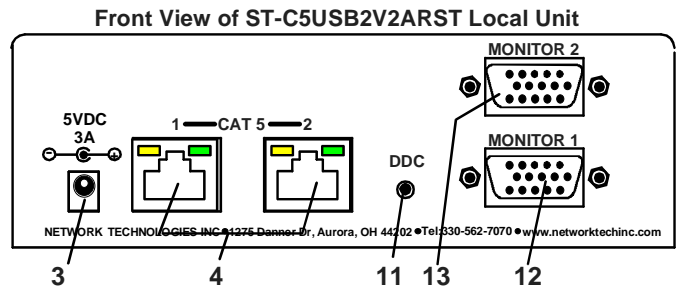 Front View of ST-C5USB2V2ARST Local Unit
MONITOR 2
5VDC
3A
1 CAT 5 2
MONITOR 1
DDC
NETWORK TECHNOLOGIES INC●1275 Danner Dr, Aurora, OH 44202 ●Tel:330-562-7070 ●www.networktechinc.com
3 4 11 13 12